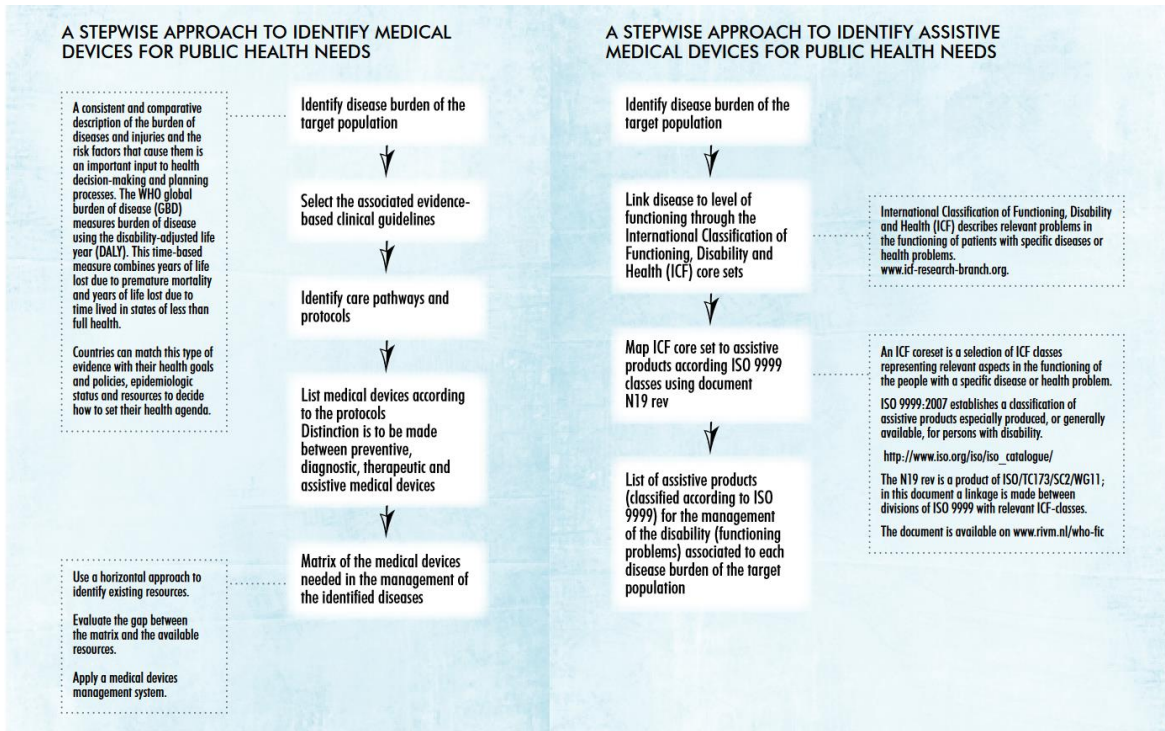 A STEPWISE APPROACH TO IDENTIFY MEDICAL
DEVICES FOR PUBLIC HEALTH NEEDS
A consistent and comparative
description of the burden of
diseases and injuries and the
risk factors that cause them is
an important input to health
decision-making and planning
processes. The WHO global
burden of disease (GBD)
measures burden of disease
using the disability-adjusted life
year (DALY). This time-based
measure combines years of life
lost due to premature mortality
and years of life lost due to
time lived in states of less than
full health.
Countries can match this type of
evidence with their health goals
and policies, epidemiologic
status and resources to decide
how to set their health agenda.
Identify disease burden of the
target population
Select the associated evidence-
based clinical guidelines
Identify care pathways and
protocols
List medical devices according
to the protocols
Distinction is to be made
between preventive,
diagnostic, therapeutic and
assistive medical devices
Matrix of the medical devices
needed in the management of
the identified diseases
Use a horizontal approach to
identify existing resources.
Evaluate the gap between
the matrix and the available
resources.
Apply a medical devices
management system.
A STEPWISE APPROACH TO IDENTIFY ASSISTIVE
MEDICAL DEVICES FOR PUBLIC HEALTH NEEDS
Identify disease burden of the
target population
Link disease to level of
functioning through the
International Classification of
Functioning, Disability and
Health (ICF) core sets
International Classification of Functioning, Disability
and Health (ICF) describes relevant problems in
the functioning of patients with specific diseases or
health problems.
www.icf-research-branch.org.
Map ICF core set to assistive
products according ISO 9999
classes using document
N19 rev
An ICF coreset is a selection of ICF classes
representing relevant aspects in the functioning of
the people with a specific disease or health problem.
ISO 9999:2007 establishes a classification of
assistive products especially produced, or generally
available, for persons with disability.
http://www.iso.org/iso/iso_catalogue/
The N19 rev is a product of ISO/TC173/SC2/WG11;
in this document a linkage is made between
divisions of ISO 9999 with relevant ICF-classes.
The document is available on www.rivm.nl/who-fic
List of assistive products
(classified according to ISO
9999) for the management
of the disability (functioning
problems) associated to each
disease burden of the target
population